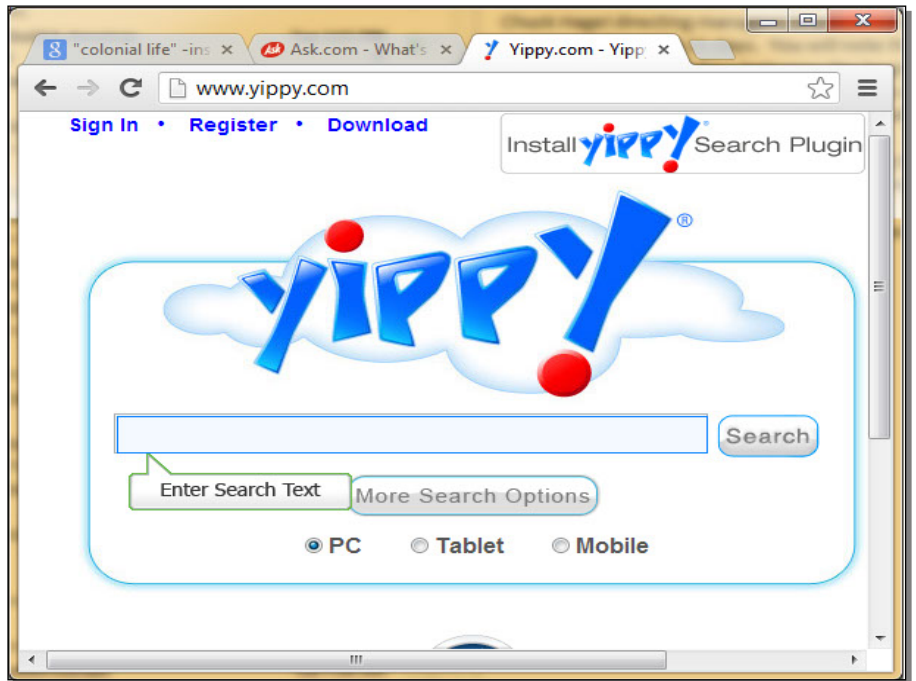 "colonial life" -ins
Ask Ask.com - What's
Yippy.com - Yipp
www.yippy.com
Sign In • Register • Download
Install yippy! Search Plugin
yippy!®
Search
Enter Search Text
More Search Options
PC Tablet Mobile